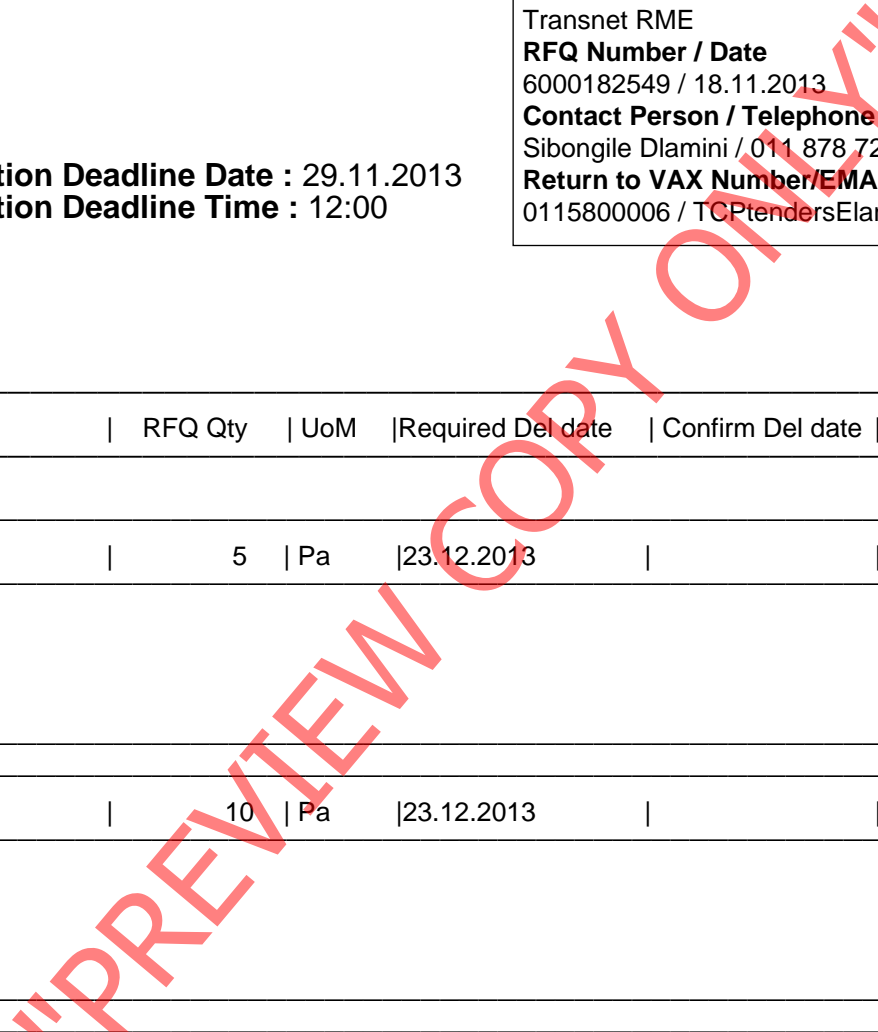 Transnet RME
RFQ Number / Date
6000182549 / 18.11.2013
Contact Person / Telephone
Sibongile Dlamini / 011 878 72
tion Deadline Date : 29.11.2013
Return to VAX Number/EMA
tion Deadline Time : 12:00
0115800006 / TCPtendersElan
| RFQ Qty | UoM |Required Del date | Confirm Del date |
| 5 | Pa |23.12.2013 | |
| 10 | Pa |23.12.2013 | |
"PREVIEW COPY ONLY"